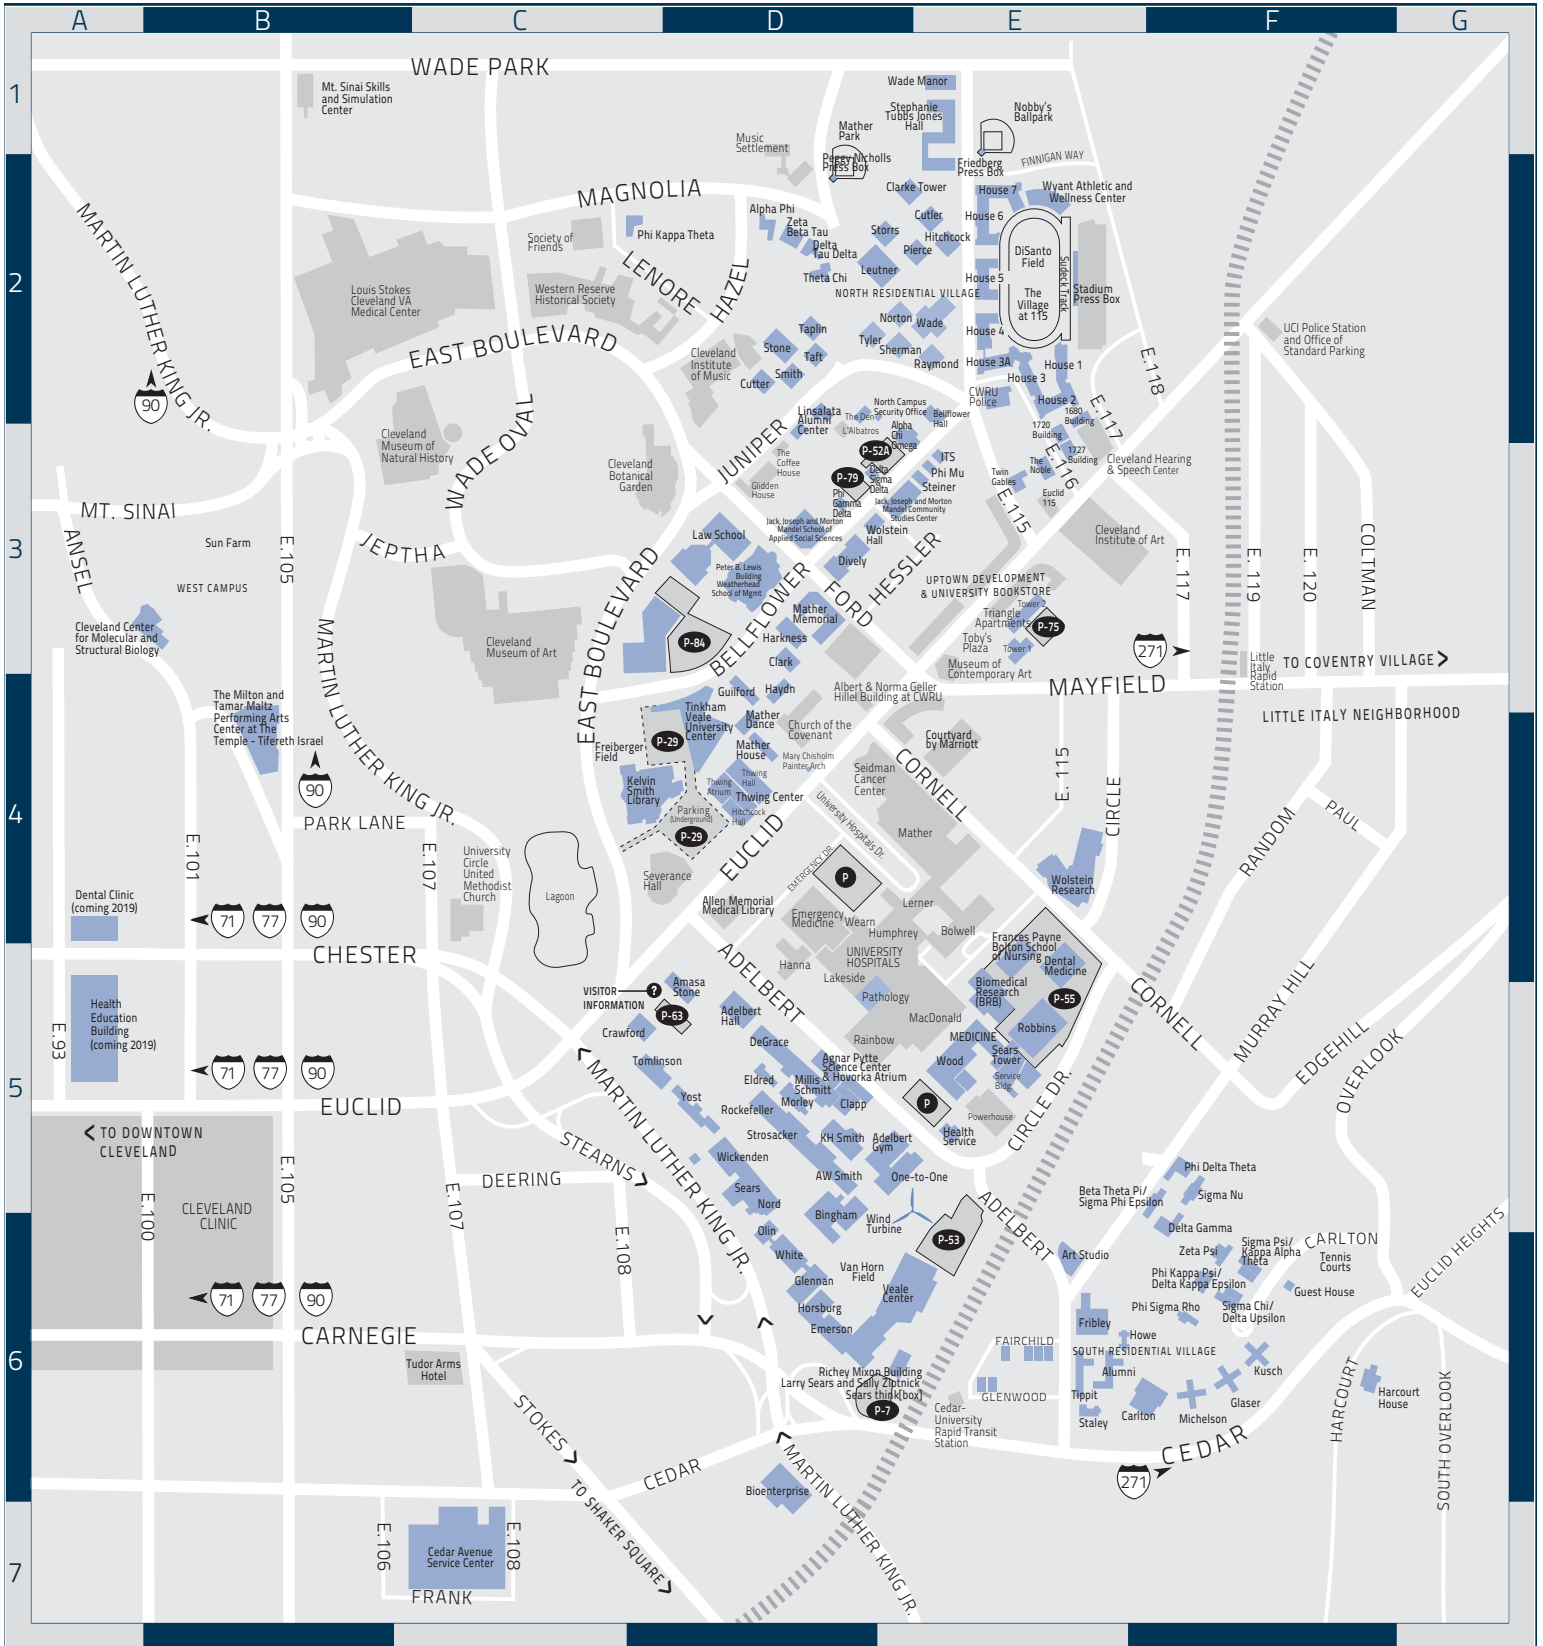 A
B
C
D
E
F
G
1
2
3
4
5
6
7
WADE PARK
Mt. Sinai Skills
and Simulation
Center
Wade Manor
Stephanie
Tubbs Jones
Hall
Nobby's
Ballpark
Mather
Park
Music
Settlement
Peggy Nicholls
Press Box
Friedberg
Press Box
FINNIGAN WAY
MAGNOLIA
Clarke Tower
House 7
Wyant Athletic and
Wellness Center
MARTIN LUTHER KING JR.
Alpha Phi
Zeta
Beta Tau
Delta
Tau Delta
Theta Chi
Phi Kappa Theta
Society of
Friends
LENORE
HAZEL
Cutler
Storrs
Hitchcock
Pierce
Leutner
House 6
DiSanto
Field
Sudeck Track
The
Village
at 115
House 5
Stadium
Press Box
NORTH RESIDENTIAL VILLAGE
Louis Stokes
Cleveland VA
Medical Center
Western Reserve
Historical Society
EAST BOULEVARD
Norton
Wade
Taplin
Tyler
Stone
Taft
Sherman
Smith
Raymond
Cutter
House 4
House 3A
House 3
House 1
House 2
Cleveland
Institute
of Music
UCI Police Station
and Office of
Standard Parking
E. 118
90
CWRU
Police
North Campus
Security Office
Bellflower
Hall
Linsalata
Alumni
Center
The Den
L'Albatros
Alpha
Chi
Omega
1680
Building
1720
Building
1727
Building
E. 117
E. 116
The
Noble
Twin
Gables
Euclid
115
E. 115
Cleveland Hearing
& Speech Center
WADE OVAL
Cleveland
Museum of
Natural History
Cleveland
Botanical
Garden
JUNIPER
The
Coffee
House
Glidden
House
P-52A
P-79
Delta
Sigma
Delta
Phi
Gamma
Delta
ITS
Phi Mu
Steiner
Jack, Joseph and Morton
Mandel Community
Studies Center
MT. SINAI
ANSEL
Sun Farm
E. 105
WEST CAMPUS
JEPTHA
Law School
Jack, Joseph and Morton
Mandel School of
Applied Social Sciences
Wolstein
Hall
Dively
HESSLER
Cleveland
Institute of Art
Peter B. Lewis
Building
Weatherhead
School of Mgmt
BELLFLOWER
FORD
UPTOWN DEVELOPMENT
& UNIVERSITY BOOKSTORE
Tower 2
Triangle
Apartments
P-75
Toby's
Plaza
Tower 1
Museum of
Contemporary Art
E. 117
E. 119
E. 120
COLTMAN
271
Little
Italy
Rapid
Station
TO COVENTRY VILLAGE
Cleveland Center
for Molecular and
Structural Biology
MARTIN LUTHER KING JR.
Cleveland
Museum of Art
EAST BOULEVARD
P-84
Mather
Memorial
Harkness
Clark
Guilford
Haydn
Albert & Norma Geller
Hillel Building at CWRU
MAYFIELD
LITTLE ITALY NEIGHBORHOOD
The Milton and
Tamar Maltz
Performing Arts
Center at The
Temple - Tifereth Israel
90
Tinkham
Veale
University
Center
P-29
Freiberger
Field
Mather
Dance
Mather
House
Church of the
Covenant
Mary Chisholm
Painter Arch
Courtyard
by Marriott
Kelvin
Smith
Library
Thwing
Atrium
Thwing
Hall
Thwing Center
Hitchcock
Hall
Parking
(Underground)
P-29
EUCLID
Seidman
Cancer
Center
CORNELL
University Hospitals Dr.
EMERGENCY DR.
Mather
E. 115
CIRCLE
PARK LANE
E. 101
E. 107
University
Circle
United
Methodist
Church
Lagoon
Severance
Hall
Allen Memorial
Medical Library
P
Wolstein
Research
RANDOM
PAUL
Dental Clinic
(coming 2019)
71
77
90
CHESTER
Emergency
Medicine
Wearn
Humphrey
Lerner
Bolwell
UNIVERSITY
HOSPITALS
Hanna
Lakeside
Pathology
MacDonald
Rainbow
ADELBERT
Frances Payne
Bolton School
of Nursing
Dental
Medicine
Biomedical
Research
(BRB)
P-55
Robbins
MEDICINE
CORNELL
MURRAY HILL
EDGEHILL
OVERLOOK
Health
Education
Building
(coming 2019)
E. 93
71
77
90
EUCLID
VISITOR
INFORMATION
?
Amasa
Stone
P-63
Crawford
Tomlinson
Adelbert
Hall
DeGrace
Agnar Pytte
Science Center
& Hovorka Atrium
Eldred
Millis
Schmitt
Morley
Clapp
Wood
Sears
Tower
Service
Bldg.
P
Powerhouse
Health
Service
CIRCLE DR.
Yost
Rockefeller
Strosacker
KH Smith
Adelbert
Gym
MARTIN LUTHER KING JR.
TO DOWNTOWN
CLEVELAND
STEARNS
DEERING
Wickenden
AW Smith
One-to-One
Sears
Nord
Bingham
Wind
Turbine
Olin
White
P-53
ADELBERT
Art Studio
Phi Delta Theta
Beta Theta Pi/
Sigma Phi Epsilon
Sigma Nu
Delta Gamma
Zeta Psi
Sigma Psi/
Kappa Alpha
Theta
CARLTON
Tennis
Courts
EUCLID HEIGHTS
Phi Kappa Psi/
Delta Kappa Epsilon
Guest House
Phi Sigma Rho
Sigma Chi/
Delta Upsilon
CLEVELAND
CLINIC
E. 100
E. 105
E. 107
E. 108
71
77
90
CARNEGIE
Tudor Arms
Hotel
Glennan
Van Horn
Field
Veale
Center
Horsburg
Emerson
Richey Mixon Building
Larry Sears and Sally Zlotnick
Sears think[box]
P-7
FAIRCHILD
GLENWOOD
Fribley
Howe
SOUTH RESIDENTIAL VILLAGE
Alumni
Tippit
Staley
Carlton
Michelson
Glaser
Kusch
HARCOURT
Harcourt
House
SOUTH OVERLOOK
Cedar-
University
Rapid Transit
Station
STOKES
CEDAR
CEDAR
271
TO SHAKER SQUARE
Bioenterprise
MARTIN LUTHER KING JR.
E. 106
Cedar Avenue
Service Center
E. 108
FRANK